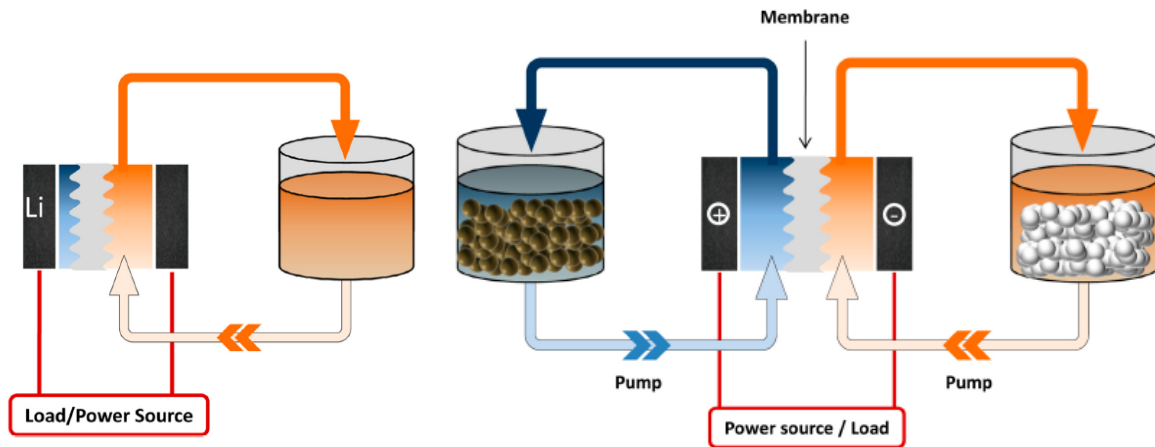 Membrane
Li
+
-
Pump
Pump
Load/Power Source
Power source / Load